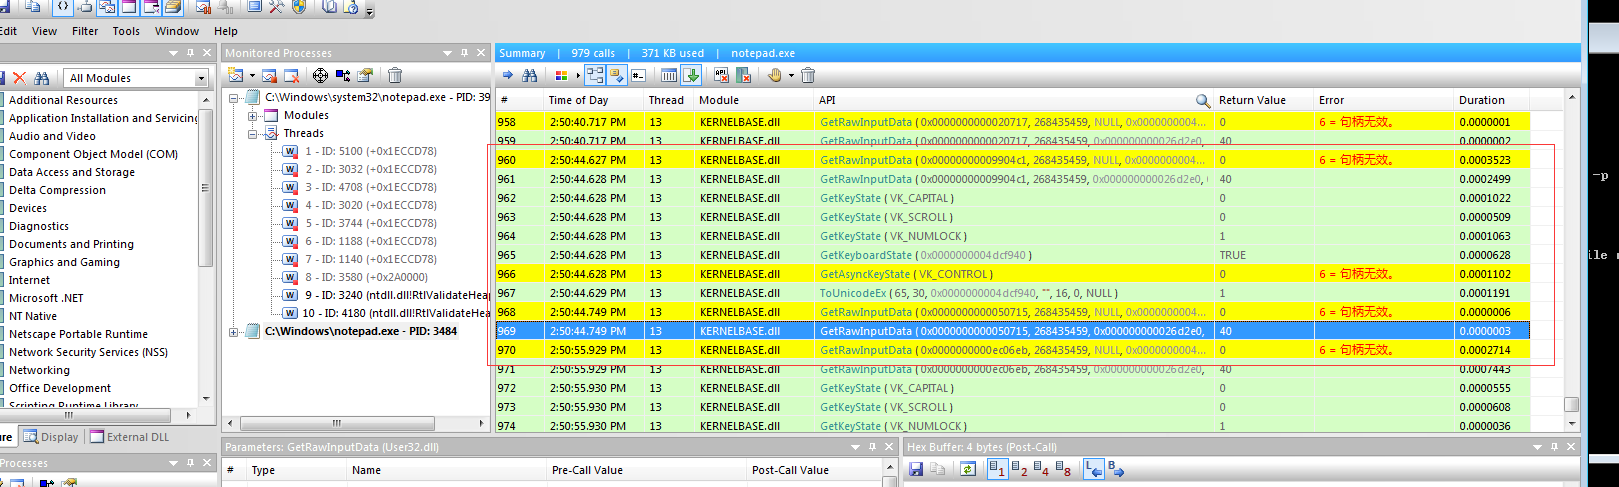 Edit View Filter Tools Window Help
All Modules
Additional Resources
Application Installation and Servicing
Audio and Video
Component Object Model (COM)
Data Access and Storage
Delta Compression
Devices
Diagnostics
Documents and Printing
Graphics and Gaming
Internet
Microsoft .NET
NT Native
Netscape Portable Runtime
Network Security Services (NSS)
Networking
Office Development
Scripting Runtime Library
Display External DLL
Processes
Monitored Processes
C:\Windows\system32\notepad.exe - PID: 39
Modules
Threads
1 - ID: 5100 (+0x1ECCD78)
2 - ID: 3032 (+0x1ECCD78)
3 - ID: 4708 (+0x1ECCD78)
4 - ID: 3020 (+0x1ECCD78)
5 - ID: 3744 (+0x1ECCD78)
6 - ID: 1188 (+0x1ECCD78)
7 - ID: 1140 (+0x1ECCD78)
8 - ID: 3580 (+0x2A0000)
9 - ID: 3240 (ntdll.dll!RtlValidateHea
10 - ID: 4180 (ntdll.dll!RtlValidateHea
C:\Windows\notepad.exe - PID: 3484
Summary | 979 calls | 371 KB used | notepad.exe
# Time of Day Thread Module API Return Value Error Duration
958 2:50:40.717 PM 13 KERNELBASE.dll GetRawInputData ( 0x0000000000020717, 268435459, NULL, 0x0000000004... 0 6 = 句柄无效。 0.0000001
959 2:50:40.717 PM 13 KERNELBASE.dll GetRawInputData ( 0x0000000000020717, 268435459, 0x000000000026d2e0, 40 0.0000002
960 2:50:44.627 PM 13 KERNELBASE.dll GetRawInputData ( 0x00000000009904c1, 268435459, NULL, 0x0000000004... 0 6 = 句柄无效。 0.0003523
961 2:50:44.628 PM 13 KERNELBASE.dll GetRawInputData ( 0x00000000009904c1, 268435459, 0x000000000026d2e0, 40 0.0002499
962 2:50:44.628 PM 13 KERNELBASE.dll GetKeyState ( VK_CAPITAL ) 0 0.0001022
963 2:50:44.628 PM 13 KERNELBASE.dll GetKeyState ( VK_SCROLL ) 0 0.0000509
964 2:50:44.628 PM 13 KERNELBASE.dll GetKeyState ( VK_NUMLOCK ) 1 0.0001063
965 2:50:44.628 PM 13 KERNELBASE.dll GetKeyboardState ( 0x0000000004dcf940 ) TRUE 0.0000628
966 2:50:44.628 PM 13 KERNELBASE.dll GetAsyncKeyState ( VK_CONTROL ) 0 6 = 句柄无效。 0.0001102
967 2:50:44.629 PM 13 KERNELBASE.dll ToUnicodeEx ( 65, 30, 0x0000000004dcf940, "", 16, 0, NULL ) 1 0.0001191
968 2:50:44.749 PM 13 KERNELBASE.dll GetRawInputData ( 0x0000000000050715, 268435459, NULL, 0x0000000004... 0 6 = 句柄无效。 0.0000006
969 2:50:44.749 PM 13 KERNELBASE.dll GetRawInputData ( 0x0000000000050715, 268435459, 0x000000000026d2e0, 40 0.0000003
970 2:50:55.929 PM 13 KERNELBASE.dll GetRawInputData ( 0x0000000000ec06eb, 268435459, NULL, 0x0000000004... 0 6 = 句柄无效。 0.0002714
971 2:50:55.929 PM 13 KERNELBASE.dll GetRawInputData ( 0x0000000000ec06eb, 268435459, 0x000000000026d2e0, 40 0.0007443
972 2:50:55.930 PM 13 KERNELBASE.dll GetKeyState ( VK_CAPITAL ) 0 0.0000555
973 2:50:55.930 PM 13 KERNELBASE.dll GetKeyState ( VK_SCROLL ) 0 0.0000608
974 2:50:55.930 PM 13 KERNELBASE.dll GetKeyState ( VK_NUMLOCK ) 1 0.0000036
Parameters: GetRawInputData (User32.dll)
# Type Name Pre-Call Value Post-Call Value
Hex Buffer: 4 bytes (Post-Call)
1 2 4 8 L B
-p